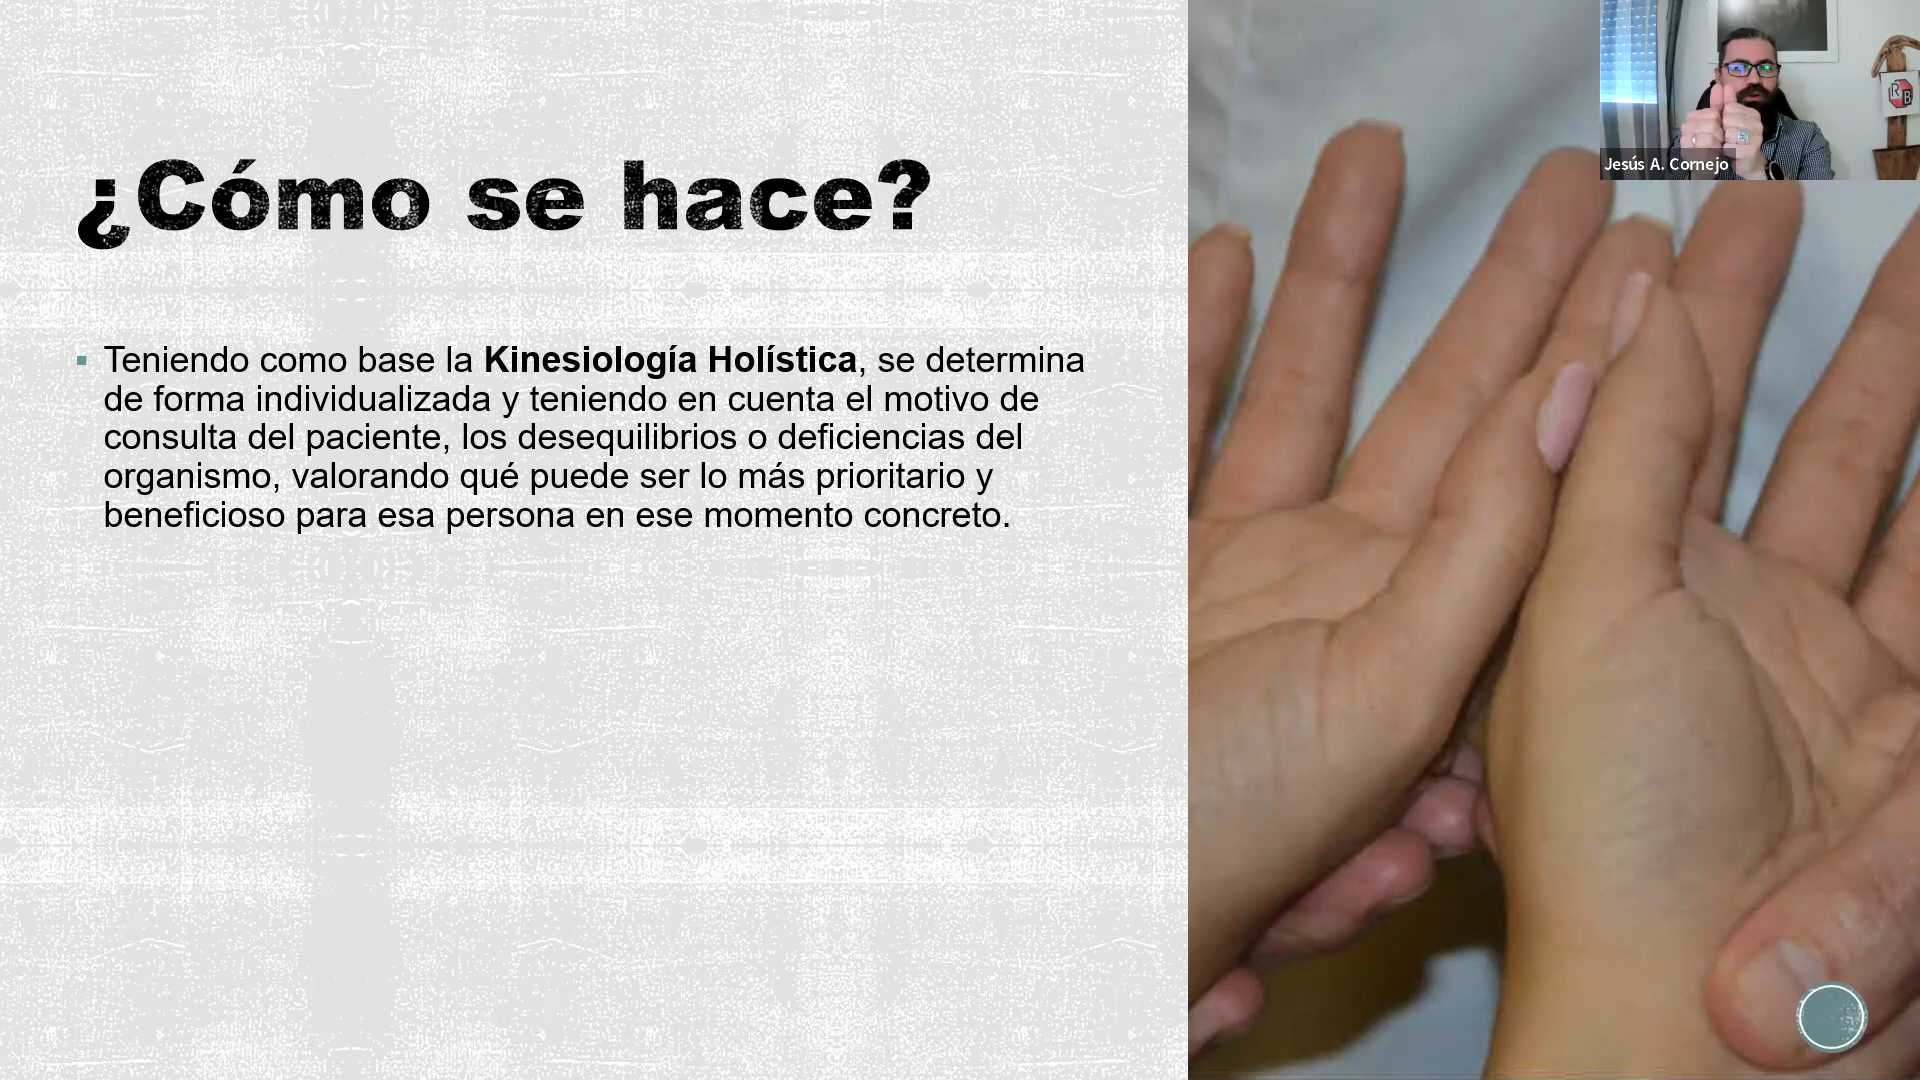 ¿Cómo se hace?
Teniendo como base la Kinesiología Holística, se determina
de forma individualizada y teniendo en cuenta el motivo de
consulta del paciente, los desequilibrios o deficiencias del
organismo, valorando qué puede ser lo más prioritario y
beneficioso para esa persona en ese momento concreto.
Jesús A. Cornejo
R
B